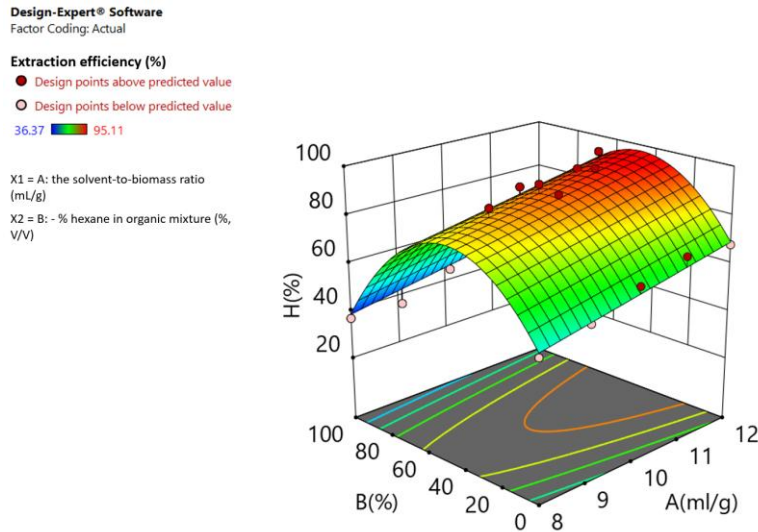 Design-Expert® Software
Factor Coding: Actual
Extraction efficiency (%)
Design points above predicted value
Design points below predicted value
36.37 95.11
X1 = A: the solvent-to-biomass ratio
(mL/g)
X2 = B: - % hexane in organic mixture (%,
V/V)
100
80
60
40
20
H(%)
100
80
60
40
20
0
B(%)
8
9
10
11
12
A(ml/g)